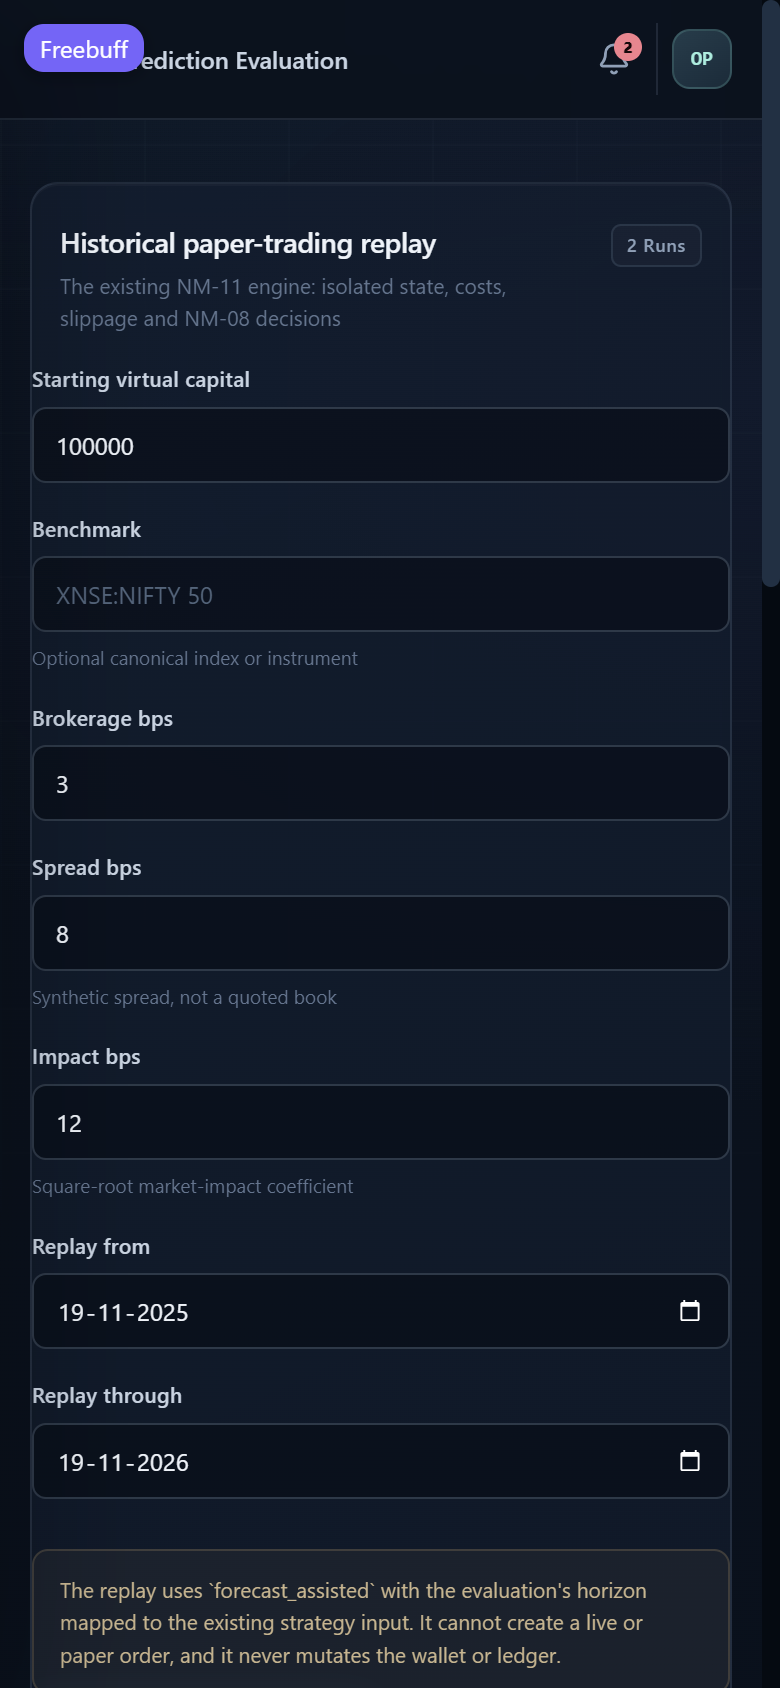 Freebuff
ediction Evaluation
2
OP
Historical paper-trading replay
2 Runs
The existing NM-11 engine: isolated state, costs,
slippage and NM-08 decisions
Starting virtual capital
100000
Benchmark
XNSE:NIFTY 50
Optional canonical index or instrument
Brokerage bps
3
Spread bps
8
Synthetic spread, not a quoted book
Impact bps
12
Square-root market-impact coefficient
Replay from
19-11-2025
Replay through
19-11-2026
The replay uses `forecast_assisted` with the evaluation's horizon
mapped to the existing strategy input. It cannot create a live or
paper order, and it never mutates the wallet or ledger.